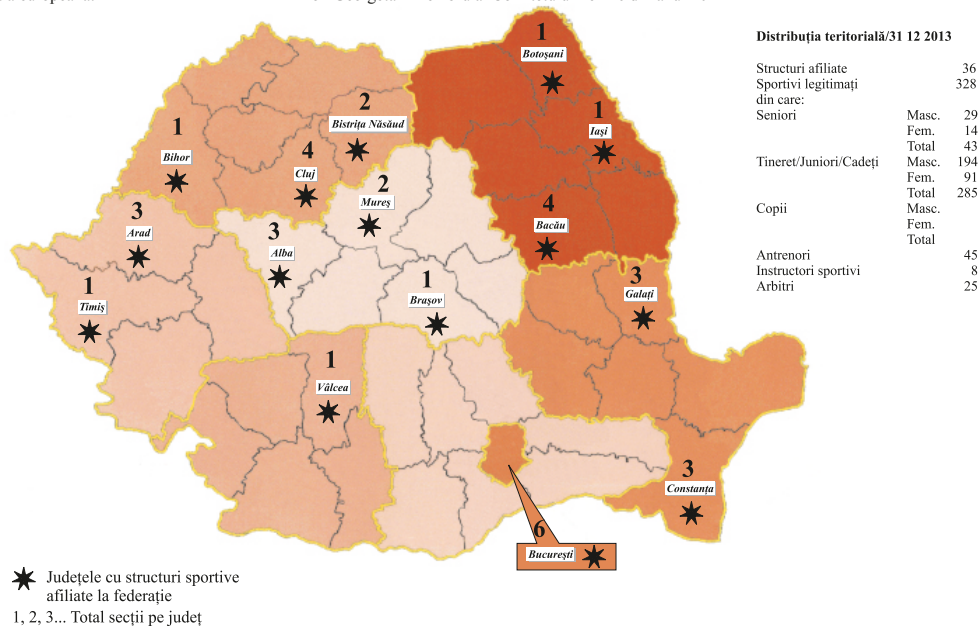 1
Botoșani
Distribuția teritorială/31 12 2013
Structuri afiliate 36
Sportivi legitimați 328
din care:
Seniori Masc. 29
Fem. 14
Total 43
Tineret/Juniori/Cadeți Masc. 194
Fem. 91
Total 285
Copii Masc.
Fem.
Total
Antrenori 45
Instructori sportivi 8
Arbitri 25
2
Bistrița Năsăud
1
Iași
1
Bihor
4
Cluj
2
Mureș
4
Bacău
3
Arad
3
Alba
3
Galați
1
Timiș
1
Brașov
1
Vâlcea
3
Constanța
6
București
Județele cu structuri sportive
afiliate la federație
1, 2, 3... Total secții pe județ